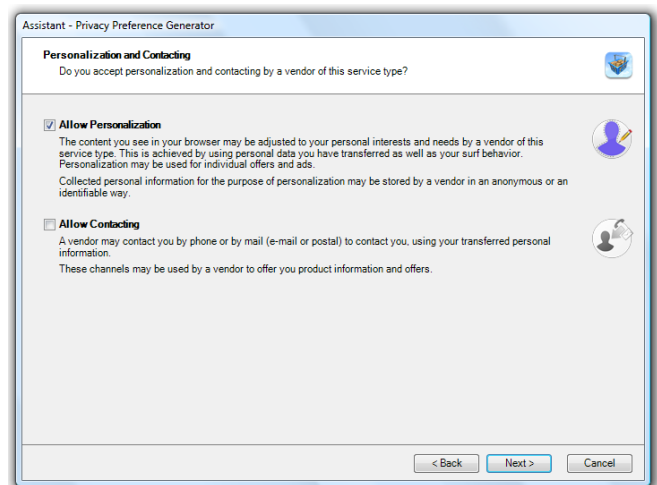 Assistant - Privacy Preference Generator
Personalization and Contacting
Do you accept personalization and contacting by a vendor of this service type?
Allow Personalization
The content you see in your browser may be adjusted to your personal interests and needs by a vendor of this
service type. This is achieved by using personal data you have transferred as well as your surf behavior.
Personalization may be used for individual offers and ads.
Collected personal information for the purpose of personalization may be stored by a vendor in an anonymous or an
identifiable way.
Allow Contacting
A vendor may contact you by phone or by mail (e-mail or postal) to contact you, using your transferred personal
information.
These channels may be used by a vendor to offer you product information and offers.
< Back Next > Cancel